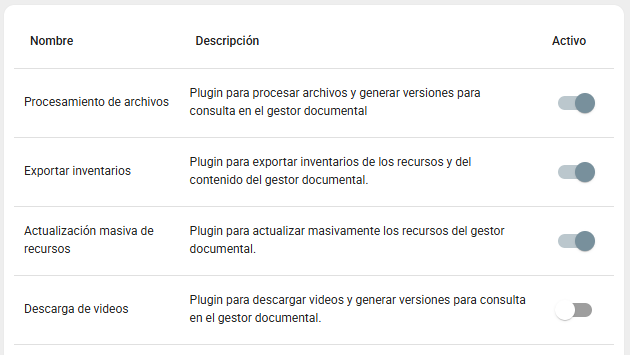 Nombre Descripción Activo
Procesamiento de archivos
Plugin para procesar archivos y generar versiones para
consulta en el gestor documental
Exportar inventarios
Plugin para exportar inventarios de los recursos y del
contenido del gestor documental.
Actualización masiva de
recursos
Plugin para actualizar masivamente los recursos del gestor
documental.
Descarga de videos
Plugin para descargar videos y generar versiones para consulta
en el gestor documental.